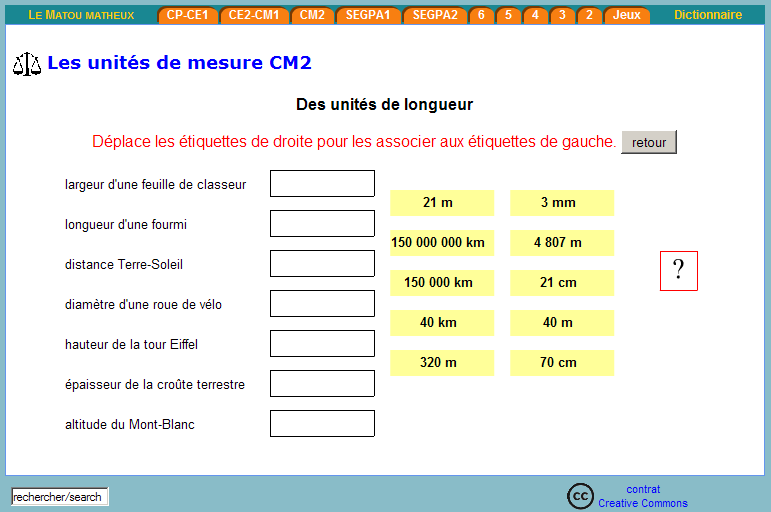 LE MATOU MATHEUX CP-CE1 CE2-CM1 CM2 SEGPA1 SEGPA2 6 5 4 3 2 Jeux Dictionnaire
Les unités de mesure CM2
Des unités de longueur
Déplace les étiquettes de droite pour les associer aux étiquettes de gauche. retour
largeur d'une feuille de classeur
longueur d'une fourmi
distance Terre-Soleil
diamètre d'une roue de vélo
hauteur de la tour Eiffel
épaisseur de la croûte terrestre
altitude du Mont-Blanc
21 m 3 mm
150 000 000 km 4 807 m
150 000 km 21 cm
40 km 40 m
320 m 70 cm
?
rechercher/search
cc contrat
Creative Commons